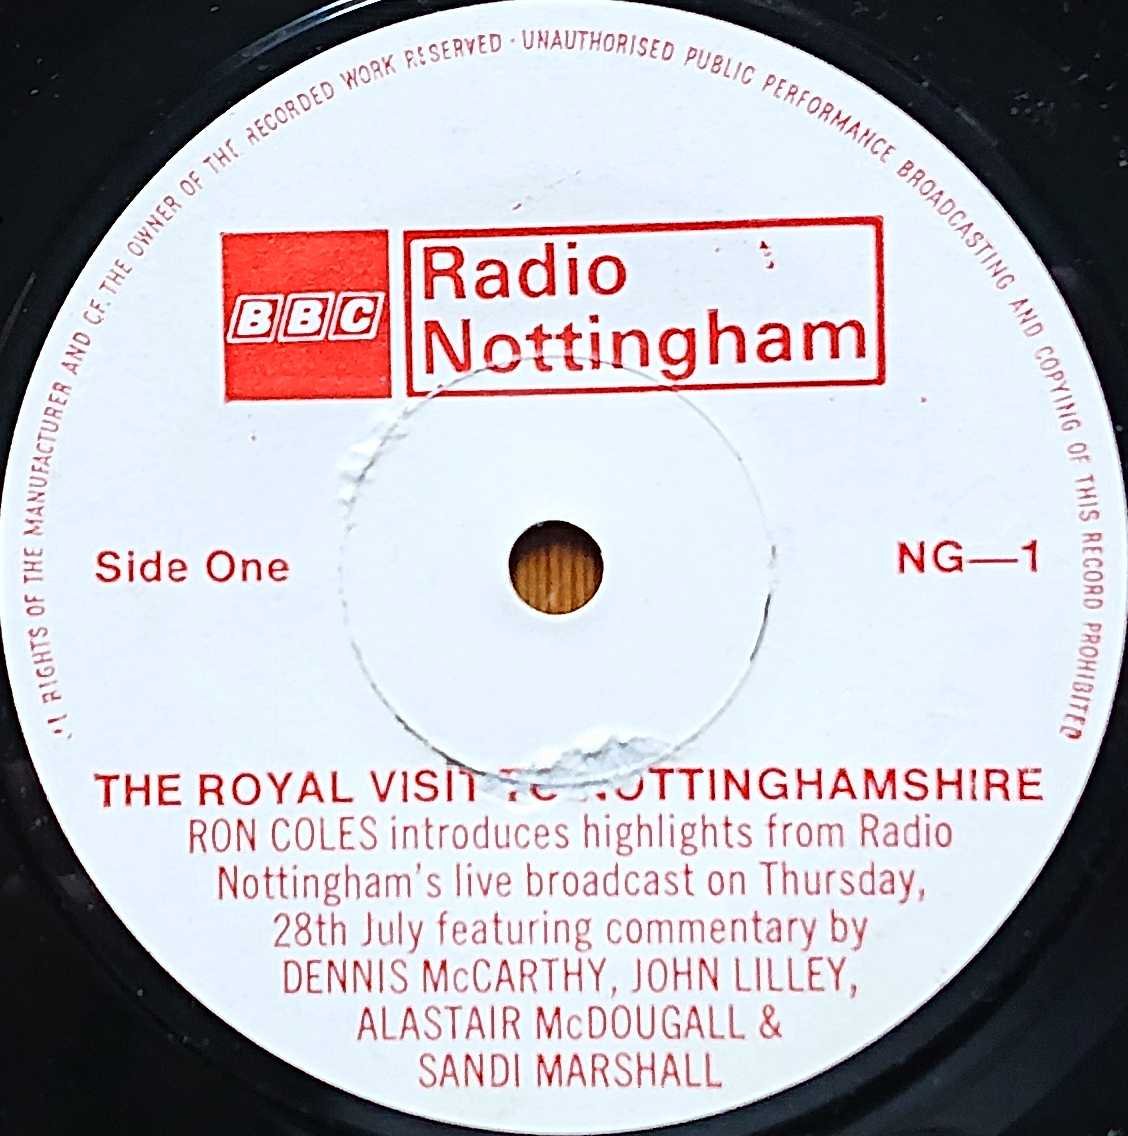 ALL RIGHTS OF THE MANUFACTURER AND OF THE OWNER OF THE RECORDED WORK RESERVED · UNAUTHORISED PUBLIC PERFORMANCE BROADCASTING AND COPYING OF THIS RECORD PROHIBITED
BBC
Radio
Nottingham
Side One
NG—1
THE ROYAL VISIT TO NOTTINGHAMSHIRE
RON COLES introduces highlights from Radio
Nottingham's live broadcast on Thursday,
28th July featuring commentary by
DENNIS McCARTHY, JOHN LILLEY,
ALASTAIR McDOUGALL &
SANDI MARSHALL